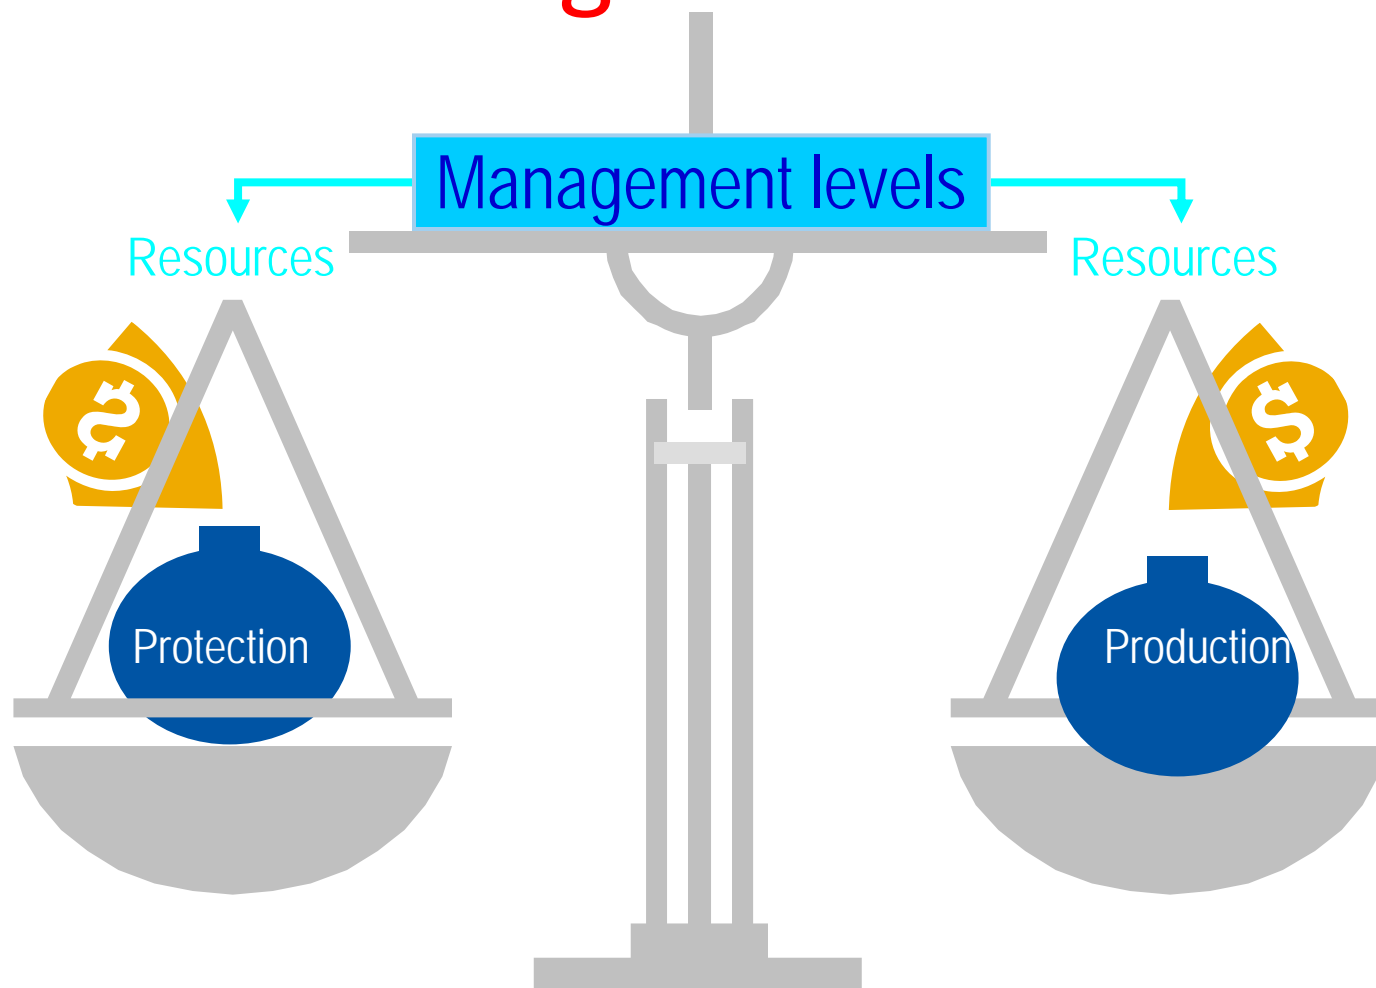 Management levels
Resources Resources
$ $
Protection Production